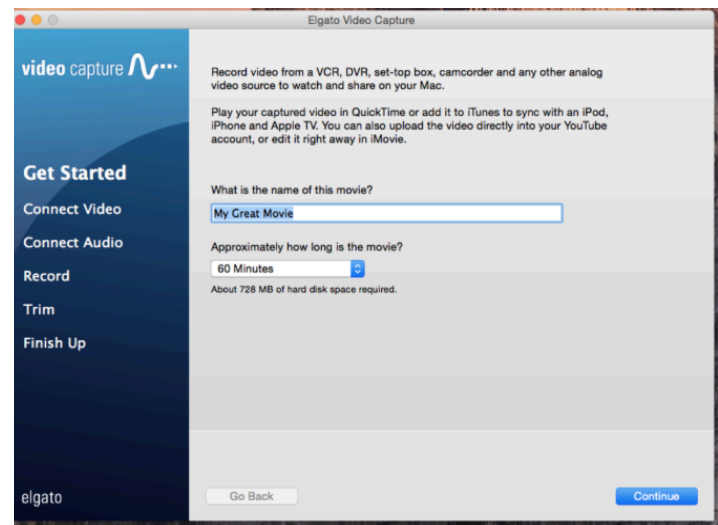 Elgato Video Capture
video capture
Get Started
Connect Video
Connect Audio
Record
Trim
Finish Up
elgato
Record video from a VCR, DVR, set-top box, camcorder and any other analog
video source to watch and share on your Mac.
Play your captured video in QuickTime or add it to iTunes to sync with an iPod,
iPhone and Apple TV. You can also upload the video directly into your YouTube
account, or edit it right away in iMovie.
What is the name of this movie?
My Great Movie
Approximately how long is the movie?
60 Minutes
About 728 MB of hard disk space required.
Go Back
Continue